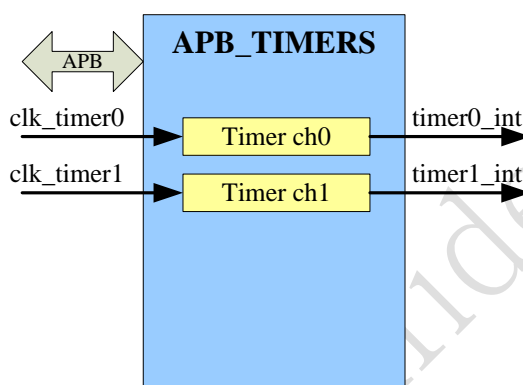 APB_TIMERS
APB
clk_timer0
Timer ch0
timer0_int
clk_timer1
Timer ch1
timer1_int